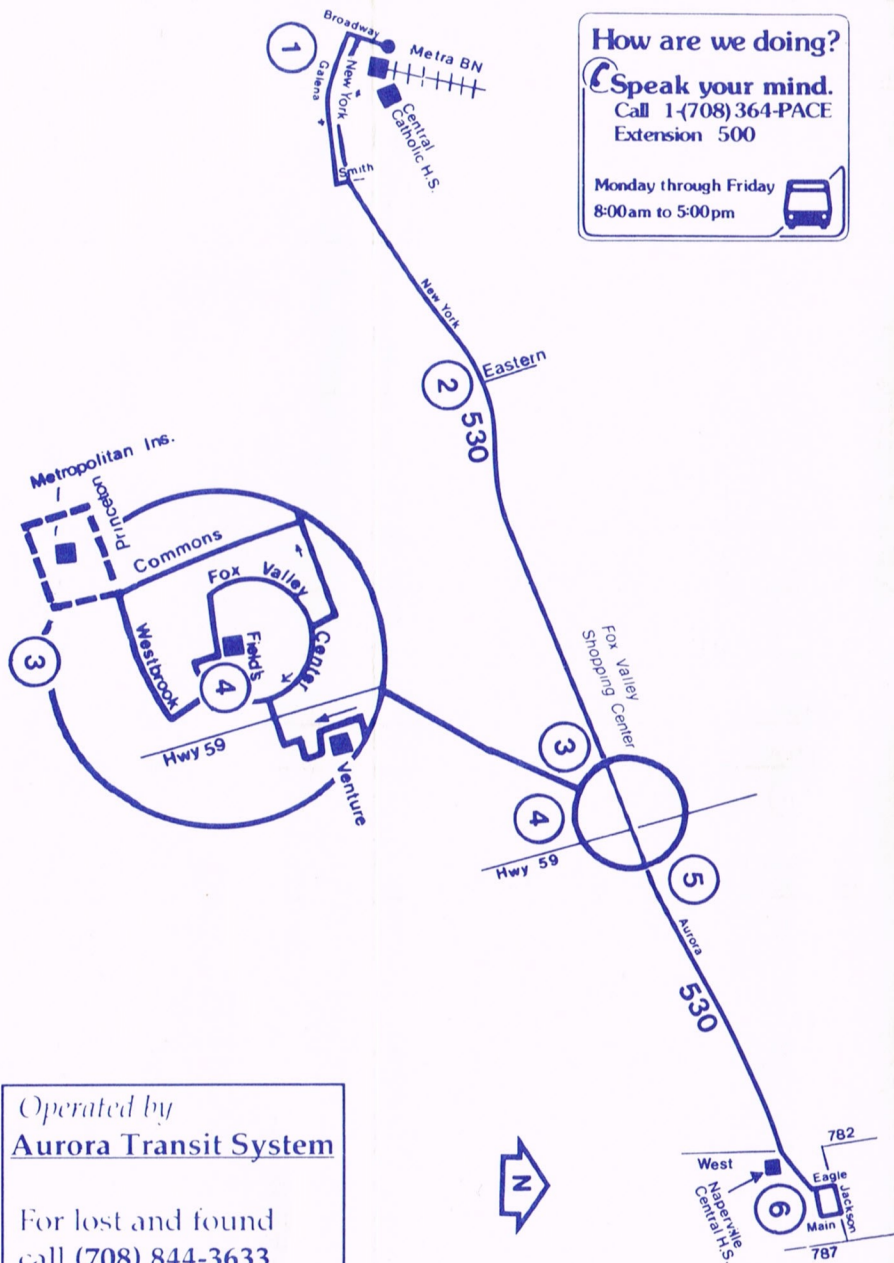 How are we doing?
Speak your mind.
Call 1-(708) 364-PACE
Extension 500
Monday through Friday
8:00am to 5:00pm
1
Broadway
Metra BN
Galena
New York
Central
Catholic H.S.
Smith
New York
Eastern
2
530
Metropolitan Ins.
Princeton
Commons
Fox Valley Center
Field's
Westbrook
3
4
Hwy 59
Venture
Fox Valley
Shopping Center
3
4
Hwy 59
5
Aurora
530
N
782
West
Eagle
Jackson
Naperville
Central H.S.
6
Main
787
Operated by
Aurora Transit System
For lost and found
call (708) 844-3633